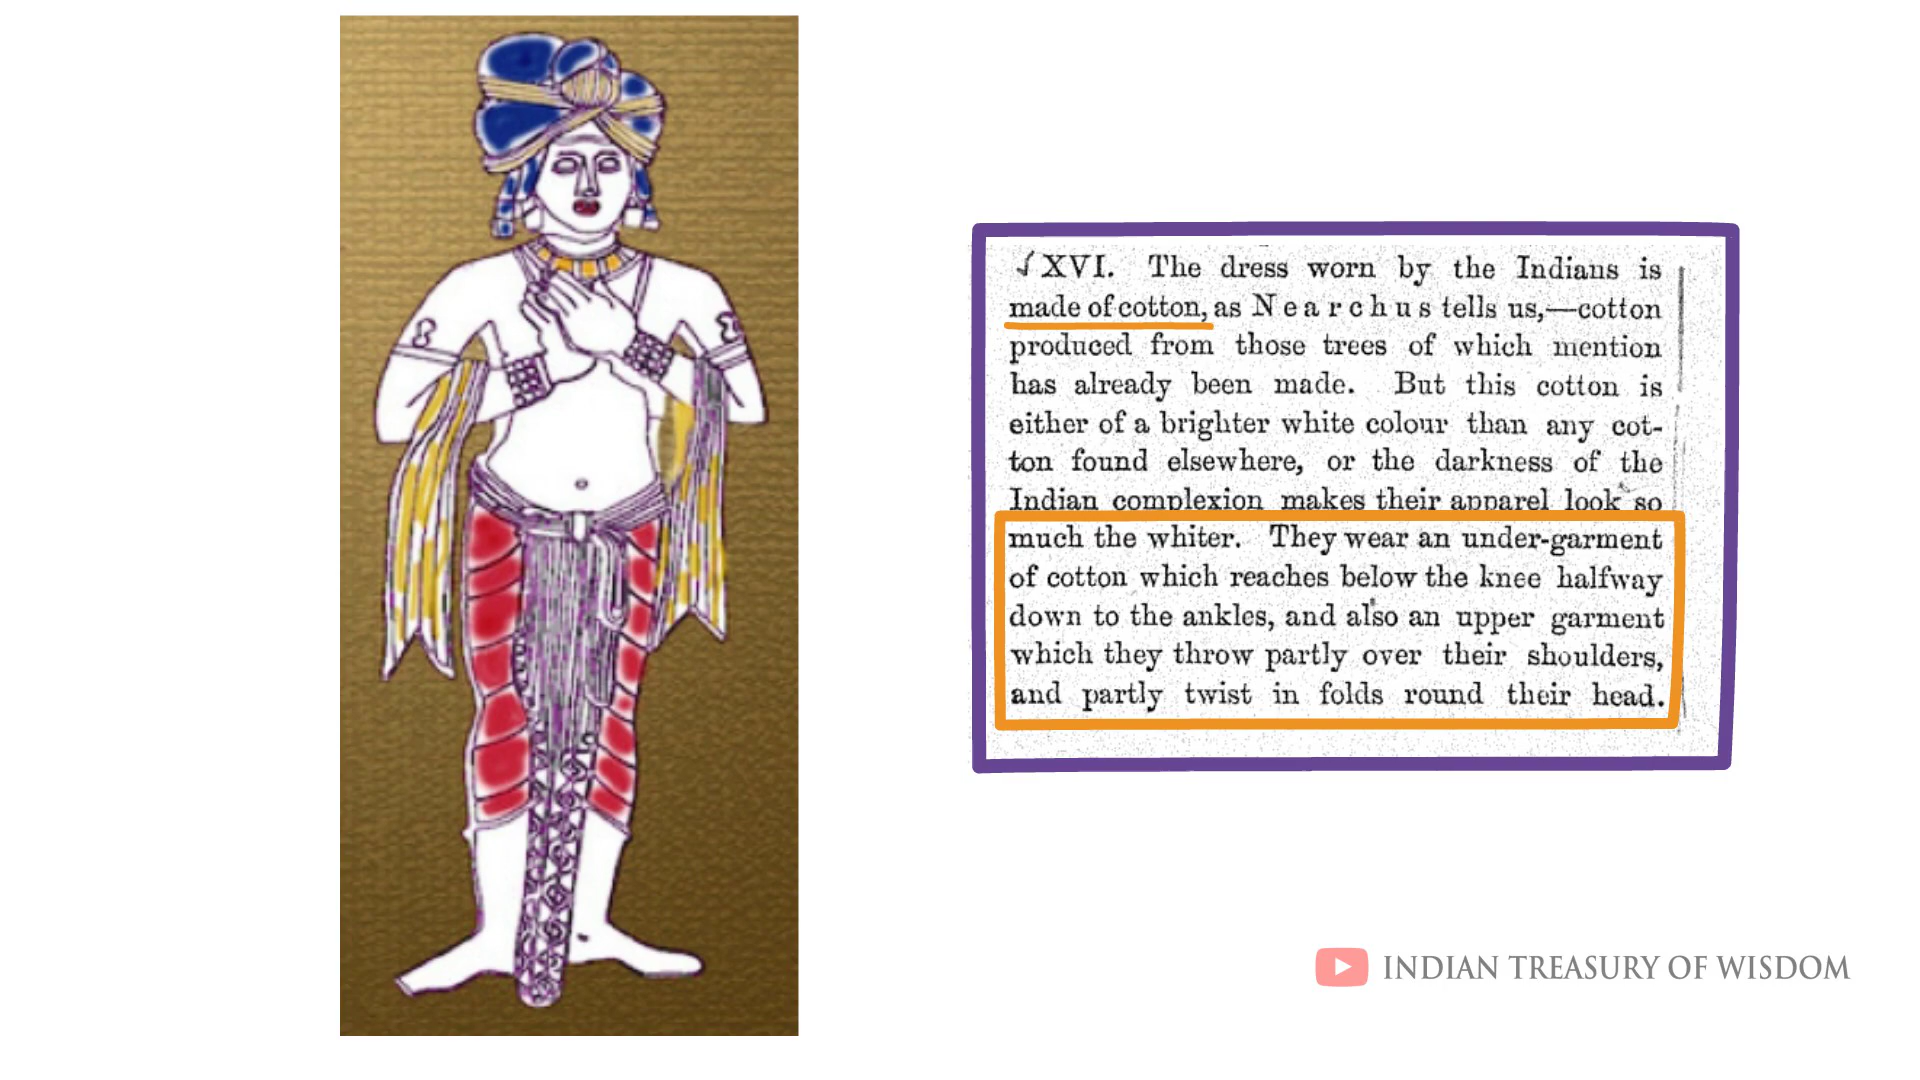 √XVI. The dress worn by the Indians is
made of cotton, as Nearchus tells us,—cotton
produced from those trees of which mention
has already been made. But this cotton is
either of a brighter white colour than any cot-
ton found elsewhere, or the darkness of the
Indian complexion makes their apparel look so
much the whiter. They wear an under-garment
of cotton which reaches below the knee halfway
down to the ankles, and also an upper garment
which they throw partly over their shoulders,
and partly twist in folds round their head.
INDIAN TREASURY OF WISDOM